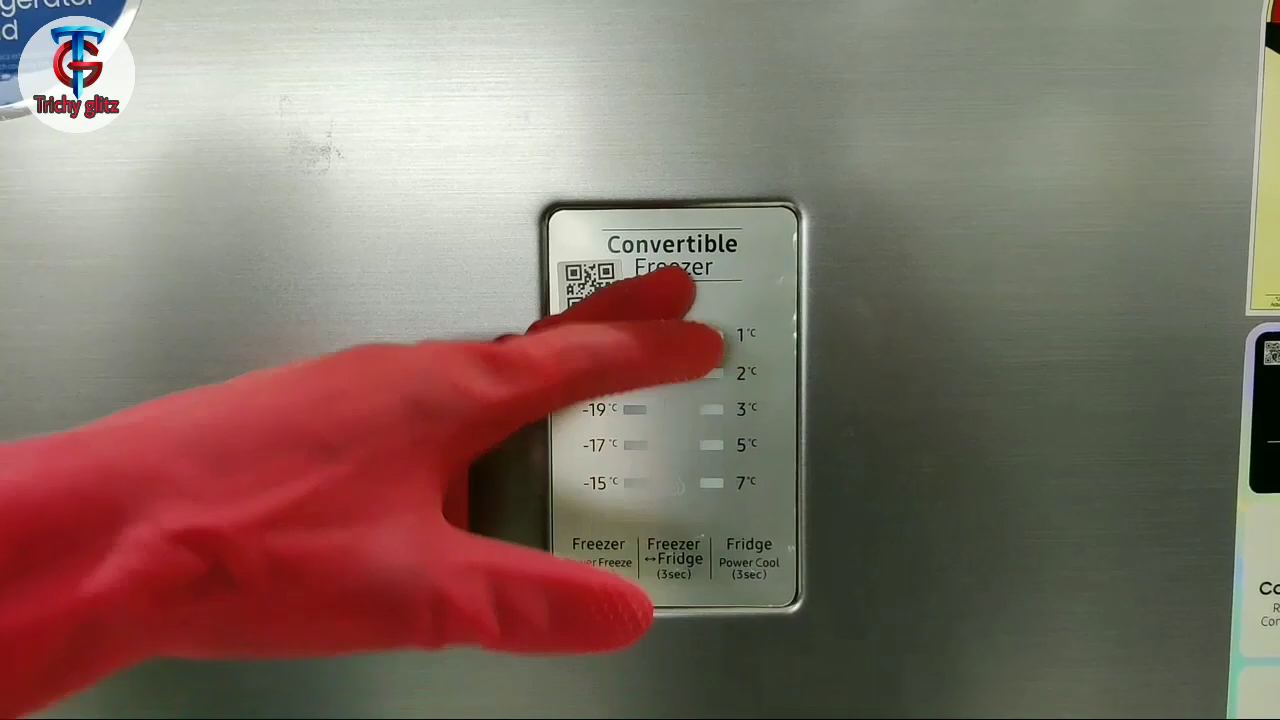 Trichy glitz
Convertible
Freezer
1°C
2°C
-19°C 3°C
-17°C 5°C
-15°C 7°C
Freezer
Freeze
Freezer
↔Fridge
(3sec)
Fridge
Power Cool
(3sec)